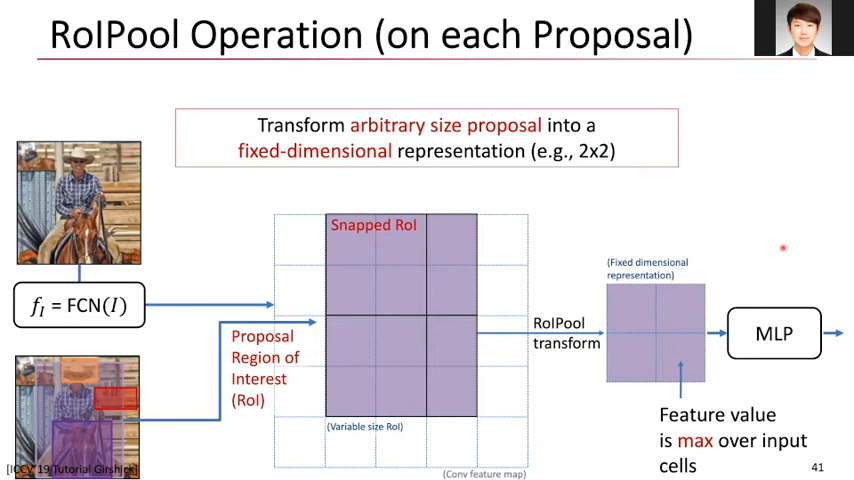 RoIPool Operation (on each Proposal)
Transform arbitrary size proposal into a
fixed-dimensional representation (e.g., 2x2)
f_I = FCN(I)
Proposal
Region of
Interest
(RoI)
Snapped RoI
(Variable size RoI)
(Conv feature map)
RoIPool
transform
(Fixed dimensional
representation)
MLP
Feature value
is max over input
cells
[ICCV'19 Tutorial Girshick]
41